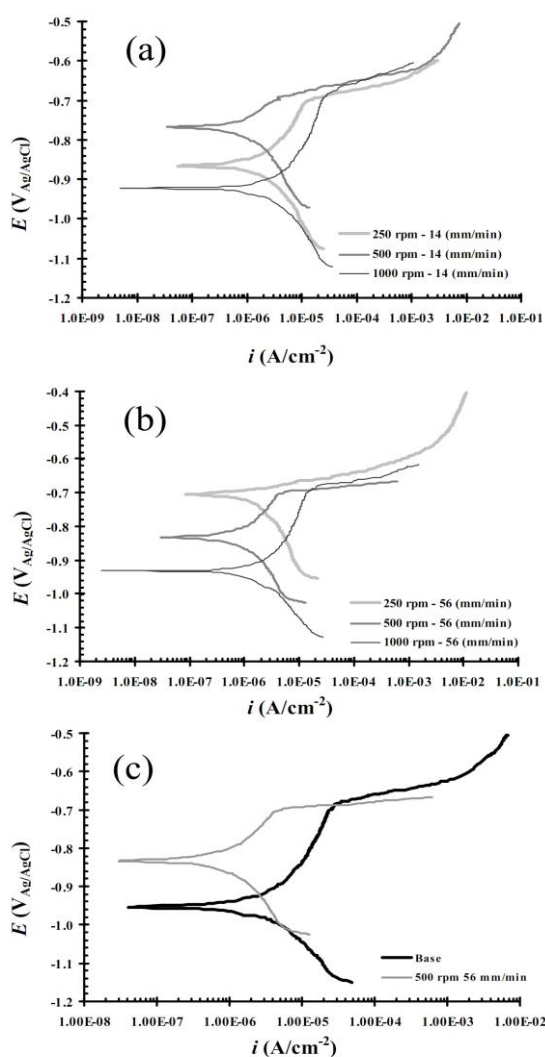 (a)
-0.5
-0.6
-0.7
-0.8
-0.9
-1.0
-1.1
-1.2
E (VAg/AgCl)
250 rpm - 14 (mm/min)
500 rpm - 14 (mm/min)
1000 rpm - 14 (mm/min)
1.0E-09 1.0E-08 1.0E-07 1.0E-06 1.0E-05 1.0E-04 1.0E-03 1.0E-02 1.0E-01
i (A/cm-2)
(b)
-0.4
-0.5
-0.6
-0.7
-0.8
-0.9
-1.0
-1.1
-1.2
E (VAg/AgCl)
250 rpm - 56 (mm/min)
500 rpm - 56 (mm/min)
1000 rpm - 56 (mm/min)
1.0E-09 1.0E-08 1.0E-07 1.0E-06 1.0E-05 1.0E-04 1.0E-03 1.0E-02 1.0E-01
i (A/cm-2)
(c)
-0.5
-0.6
-0.7
-0.8
-0.9
-1.0
-1.1
-1.2
E (VAg/AgCl)
Base
500 rpm 56 mm/min
1.00E-08 1.00E-07 1.00E-06 1.00E-05 1.00E-04 1.00E-03 1.00E-02
i (A/cm-2)